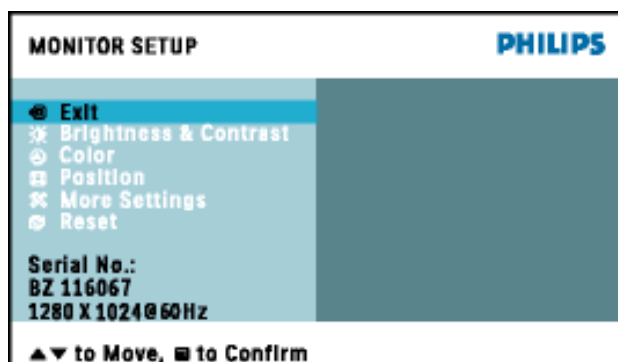 MONITOR SETUP PHILIPS
Exit
Brightness & Contrast
Color
Position
More Settings
Reset
Serial No.:
BZ 116067
1280 X 1024@60Hz
▲▼ to Move, to Confirm